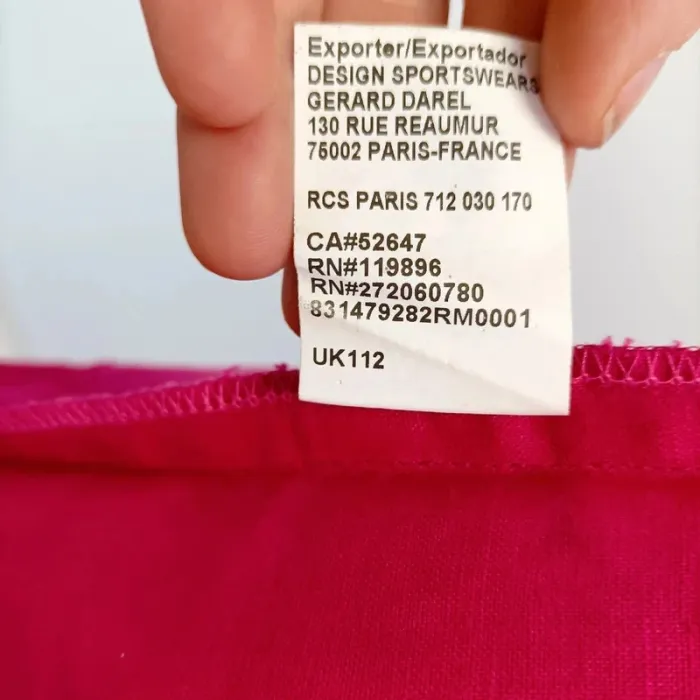 Exporter/Exportador
DESIGN SPORTSWEARS
GERARD DAREL
130 RUE REAUMUR
75002 PARIS-FRANCE
RCS PARIS 712 030 170
CA#52647
RN#119896
RN#272060780
831479282RM0001
UK112